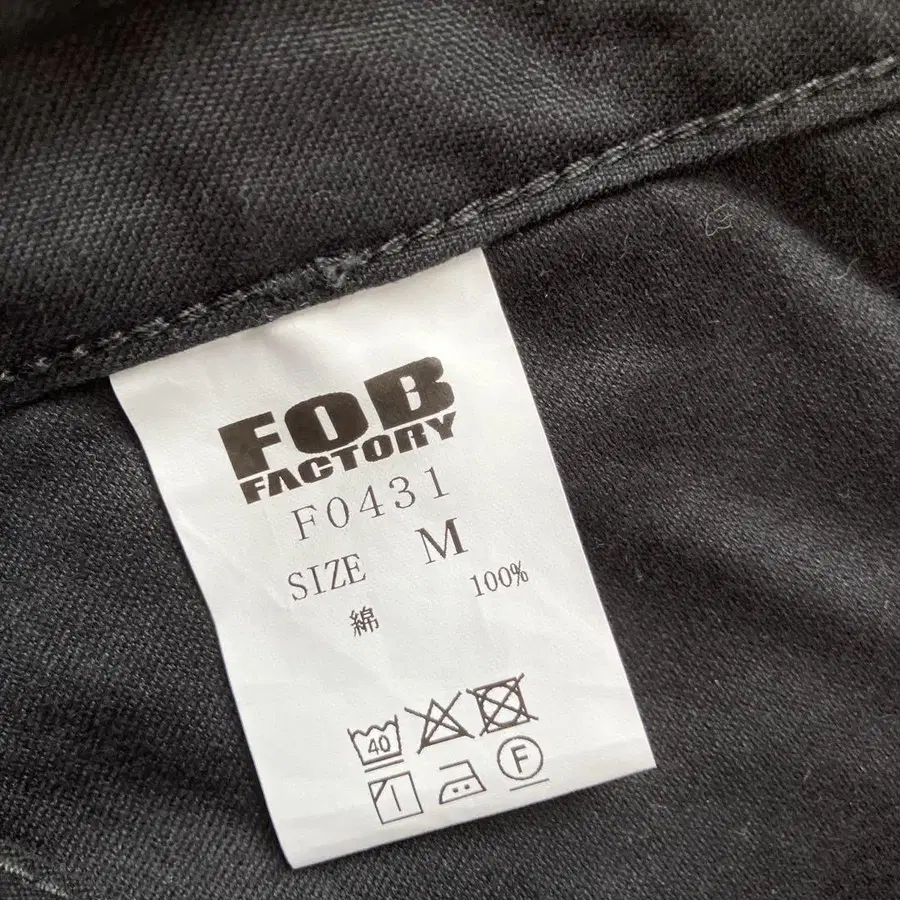 FOB
FACTORY
F0431
SIZE M
綿 100%
40
F